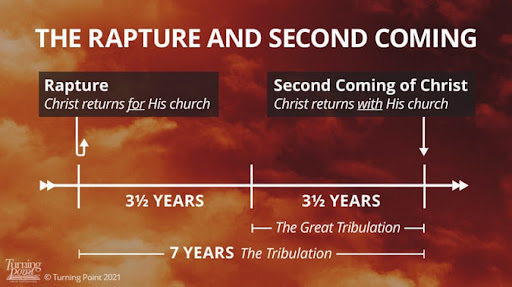 THE RAPTURE AND SECOND COMING
Rapture
Christ returns for His church
Second Coming of Christ
Christ returns with His church
3½ YEARS
3½ YEARS
The Great Tribulation
7 YEARS The Tribulation
Turning Point
© Turning Point 2021